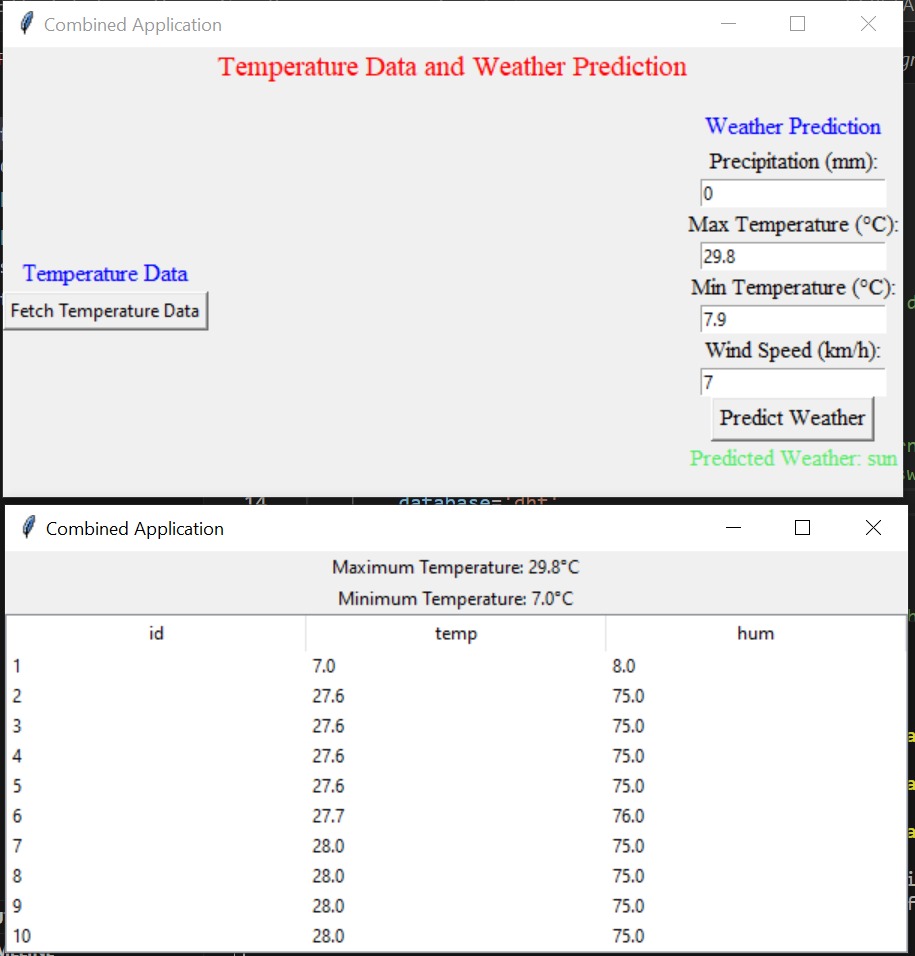 Combined Application
Temperature Data and Weather Prediction
Temperature Data
Fetch Temperature Data
Weather Prediction
Precipitation (mm):
0
Max Temperature (°C):
29.8
Min Temperature (°C):
7.9
Wind Speed (km/h):
7
Predict Weather
Predicted Weather: sun
14 database='dht'
Combined Application
Maximum Temperature: 29.8°C
Minimum Temperature: 7.0°C
id temp hum
1 7.0 8.0
2 27.6 75.0
3 27.6 75.0
4 27.6 75.0
5 27.6 75.0
6 27.7 76.0
7 28.0 75.0
8 28.0 75.0
9 28.0 75.0
10 28.0 75.0